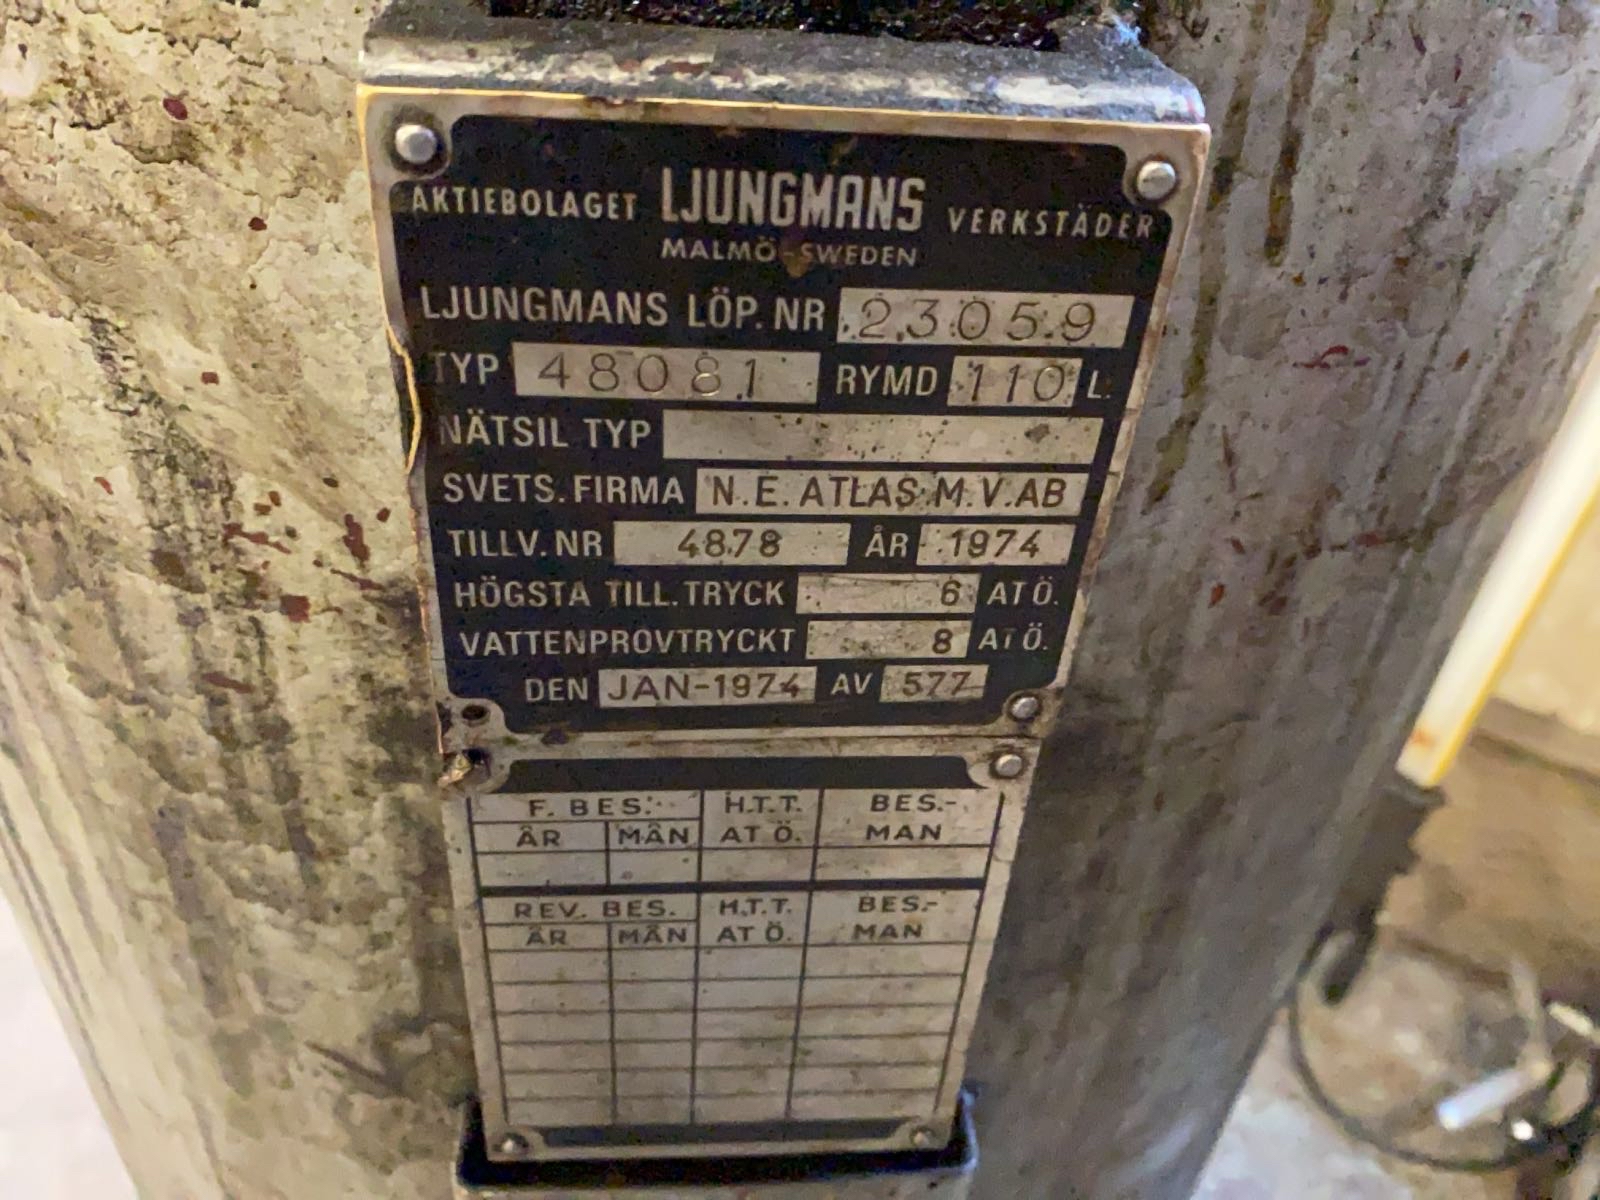 AKTIEBOLAGET LJUNGMANS VERKSTÄDER
MALMÖ-SWEDEN
LJUNGMANS LÖP. NR 23059
TYP 48081 RYMD 110 L.
NÄTSIL TYP
SVETS. FIRMA N.E. ATLAS M.V. AB
TILLV. NR 4878 ÅR 1974
HÖGSTA TILL. TRYCK 6 AT Ö.
VATTENPROVTRYCKT 8 AT Ö.
DEN JAN-1974 AV 577
F. BES. H.T.T. BES.-
ÅR MÅN AT Ö. MAN
REV. BES. H.T.T. BES.-
ÅR MÅN AT Ö. MAN